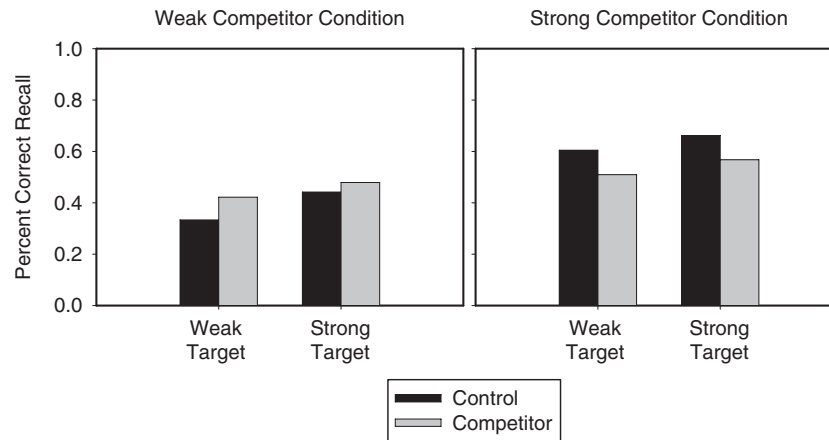 Weak Competitor Condition
Strong Competitor Condition
Percent Correct Recall
1.0
0.8
0.6
0.4
0.2
0.0
Weak
Target
Strong
Target
Weak
Target
Strong
Target
Control
Competitor